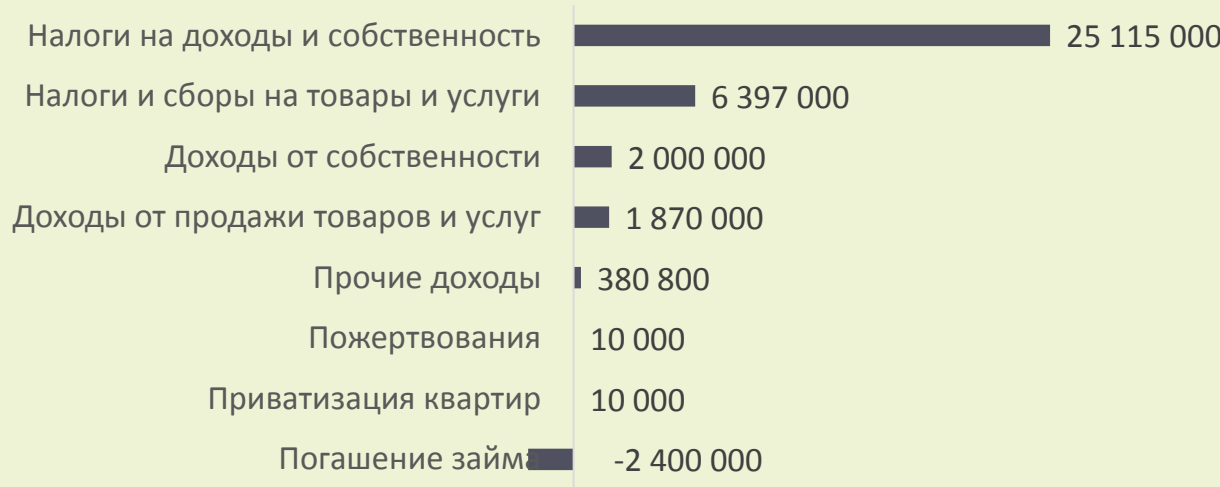 Налоги на доходы и собственность 25 115 000
Налоги и сборы на товары и услуги 6 397 000
Доходы от собственности 2 000 000
Доходы от продажи товаров и услуг 1 870 000
Прочие доходы 380 800
Пожертвования 10 000
Приватизация квартир 10 000
Погашение займа -2 400 000